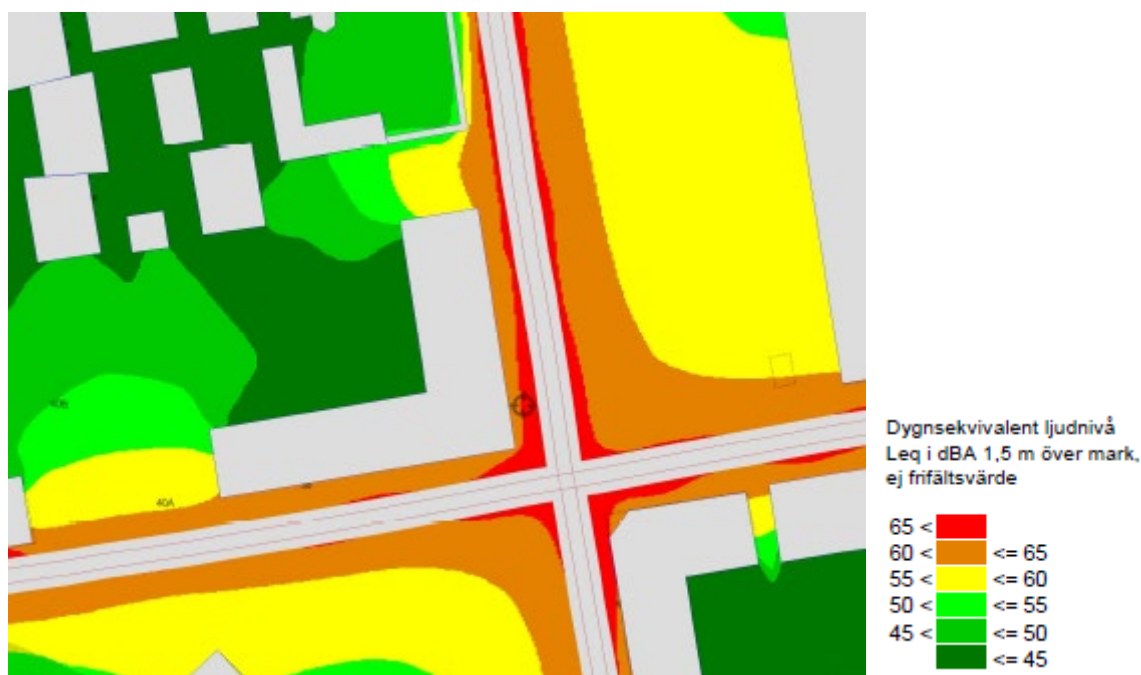 40B
40A
Dygnsekvivalent ljudnivå
Leq i dBA 1,5 m över mark,
ej frifältsvärde
65 <
60 < <= 65
55 < <= 60
50 < <= 55
45 < <= 50
<= 45